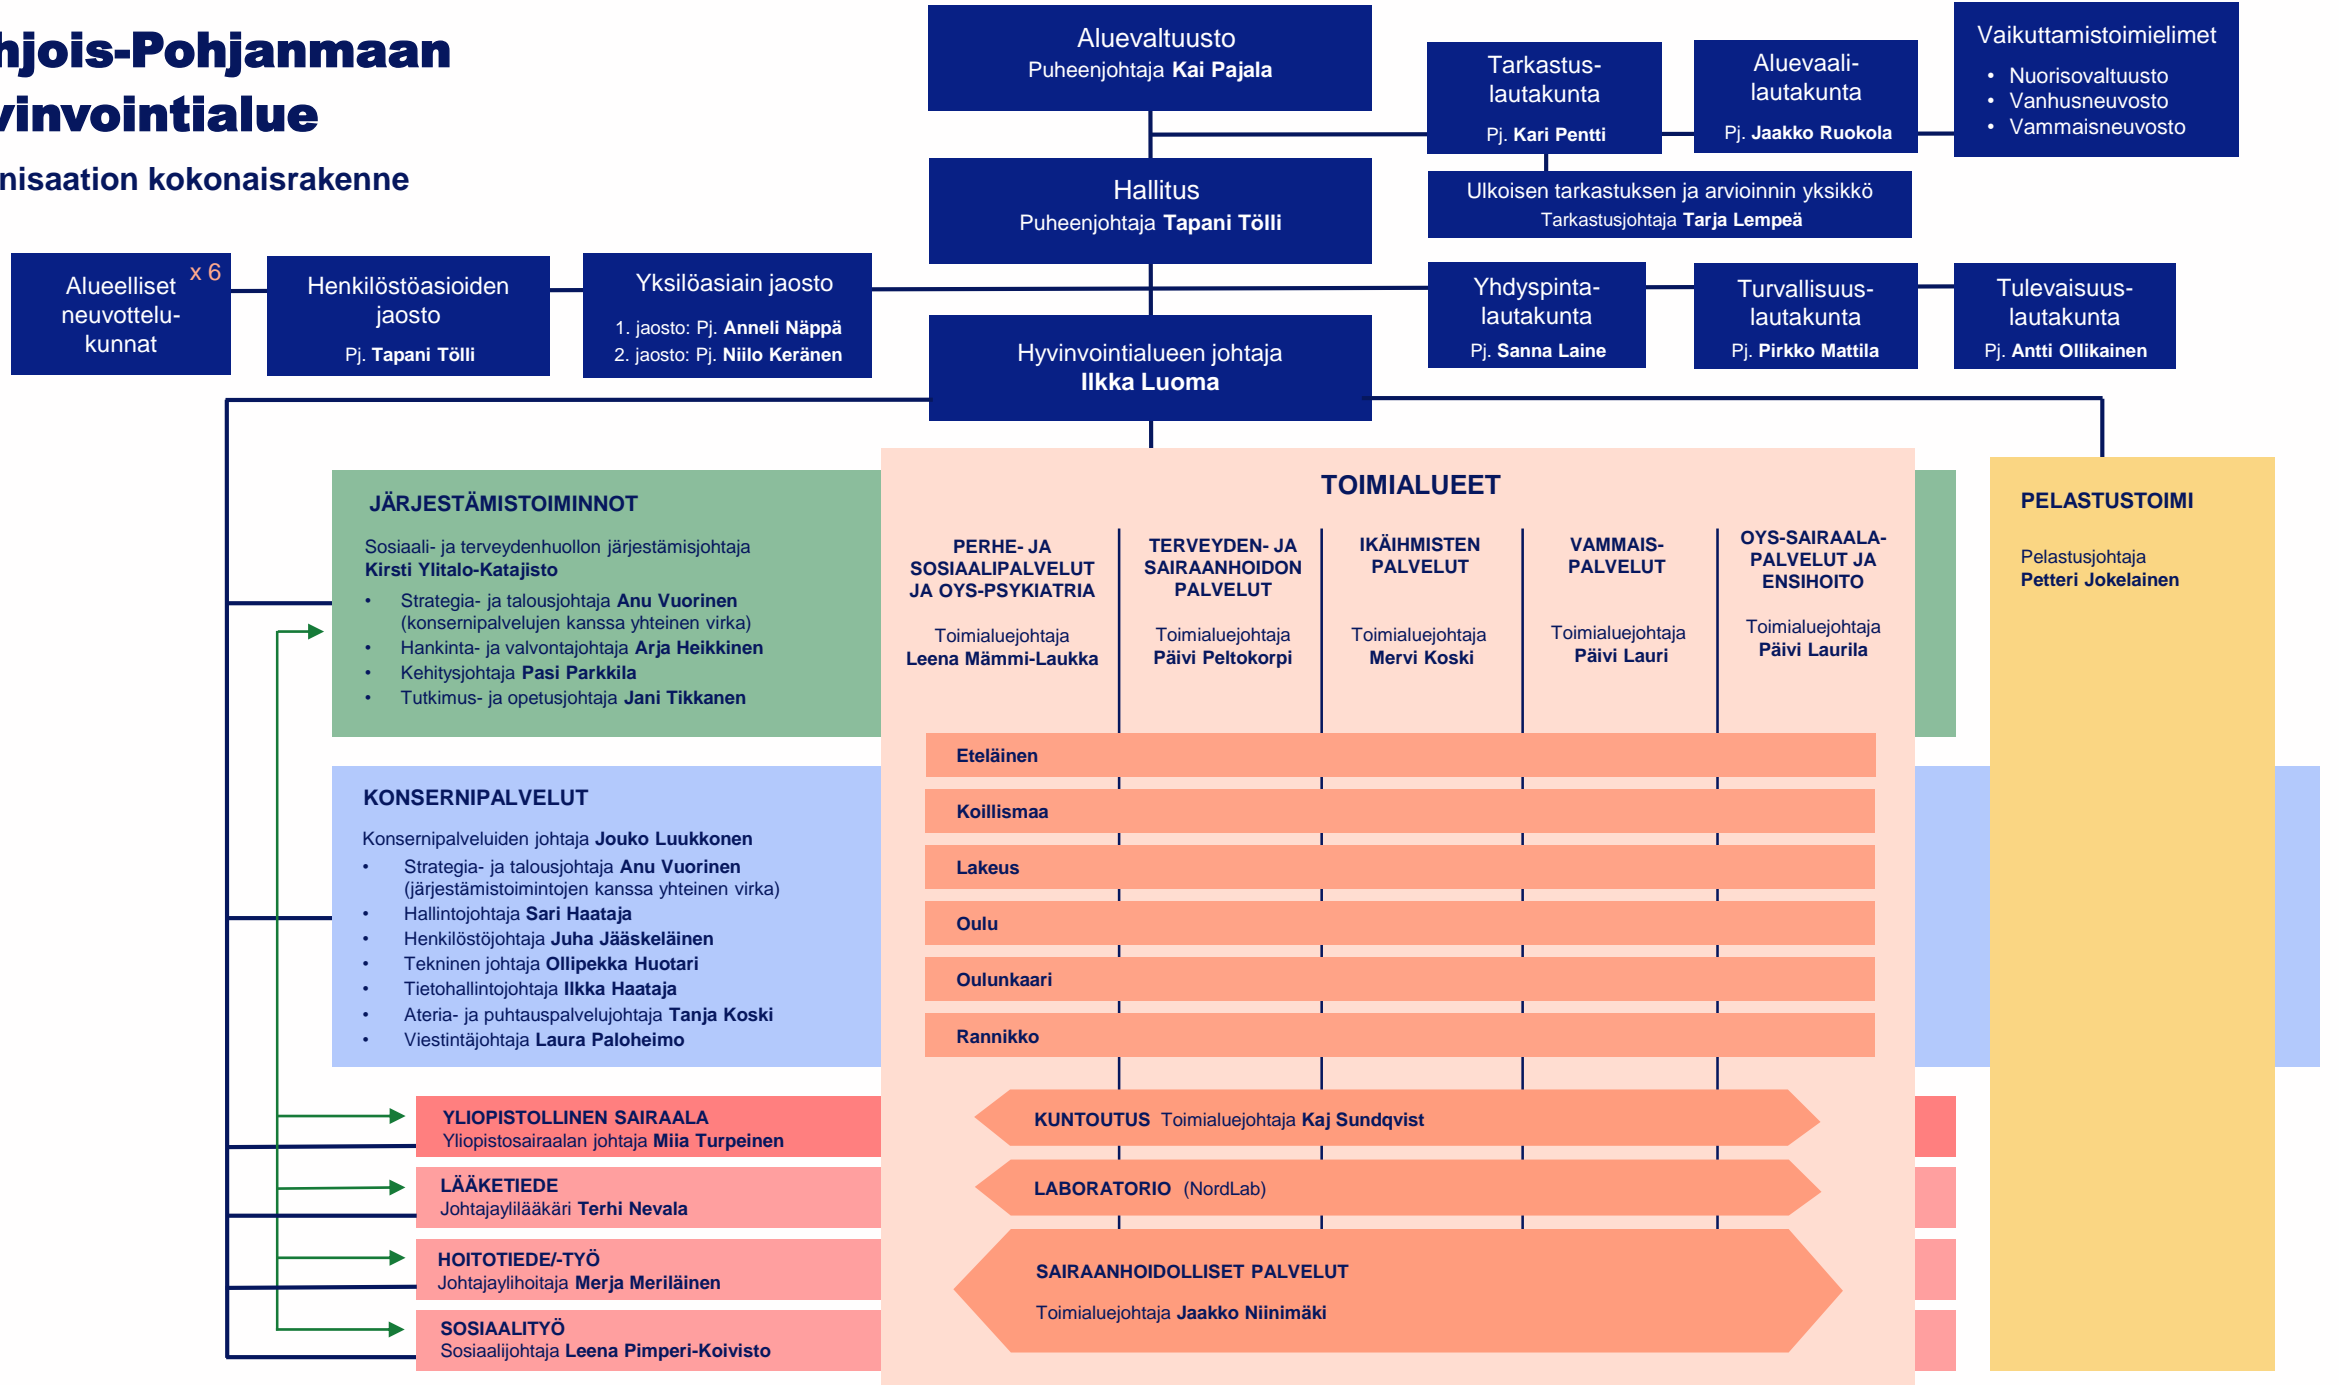 hjois-Pohjanmaan
vinvointialue
nisaation kokonaisrakenne
Aluevaltuusto
Puheenjohtaja Kai Pajala
Tarkastus-
lautakunta
Pj. Kari Pentti
Aluevaali-
lautakunta
Pj. Jaakko Ruokola
Vaikuttamistoimielimet
• Nuorisovaltuusto
• Vanhusneuvosto
• Vammaisneuvosto
Hallitus
Puheenjohtaja Tapani Tölli
Ulkoisen tarkastuksen ja arvioinnin yksikkö
Tarkastusjohtaja Tarja Lempeä
Alueelliset x 6
neuvottelu-
kunnat
Henkilöstöasioiden
jaosto
Pj. Tapani Tölli
Yksilöasiain jaosto
1. jaosto: Pj. Anneli Näppä
2. jaosto: Pj. Niilo Keränen
Yhdyspinta-
lautakunta
Pj. Sanna Laine
Turvallisuus-
lautakunta
Pj. Pirkko Mattila
Tulevaisuus-
lautakunta
Pj. Antti Ollikainen
Hyvinvointialueen johtaja
Ilkka Luoma
JÄRJESTÄMISTOIMINNOT
Sosiaali- ja terveydenhuollon järjestämisjohtaja
Kirsti Ylitalo-Katajisto
• Strategia- ja talousjohtaja Anu Vuorinen
(konsernipalvelujen kanssa yhteinen virka)
• Hankinta- ja valvontajohtaja Arja Heikkinen
• Kehitysjohtaja Pasi Parkkila
• Tutkimus- ja opetusjohtaja Jani Tikkanen
KONSERNIPALVELUT
Konsernipalveluiden johtaja Jouko Luukkonen
• Strategia- ja talousjohtaja Anu Vuorinen
(järjestämistoimintojen kanssa yhteinen virka)
• Hallintojohtaja Sari Haataja
• Henkilöstöjohtaja Juha Jääskeläinen
• Tekninen johtaja Ollipekka Huotari
• Tietohallintojohtaja Ilkka Haataja
• Ateria- ja puhtauspalvelujohtaja Tanja Koski
• Viestintäjohtaja Laura Paloheimo
YLIOPISTOLLINEN SAIRAALA
Yliopistosairaalan johtaja Miia Turpeinen
LÄÄKETIEDE
Johtajaylilääkäri Terhi Nevala
HOITOTIEDE/-TYÖ
Johtajaylihoitaja Merja Meriläinen
SOSIAALITYÖ
Sosiaalijohtaja Leena Pimperi-Koivisto
TOIMIALUEET
PERHE- JA
SOSIAALIPALVELUT
JA OYS-PSYKIATRIA
Toimialuejohtaja
Leena Mämmi-Laukka
TERVEYDEN- JA
SAIRAANHOIDON
PALVELUT
Toimialuejohtaja
Päivi Peltokorpi
IKÄIHMISTEN
PALVELUT
Toimialuejohtaja
Mervi Koski
VAMMAIS-
PALVELUT
Toimialuejohtaja
Päivi Lauri
OYS-SAIRAALA-
PALVELUT JA
ENSIHOITO
Toimialuejohtaja
Päivi Laurila
Eteläinen
Koillismaa
Lakeus
Oulu
Oulunkaari
Rannikko
KUNTOUTUS Toimialuejohtaja Kaj Sundqvist
LABORATORIO (NordLab)
SAIRAANHOIDOLLISET PALVELUT
Toimialuejohtaja Jaakko Niinimäki
PELASTUSTOIMI
Pelastusjohtaja
Petteri Jokelainen